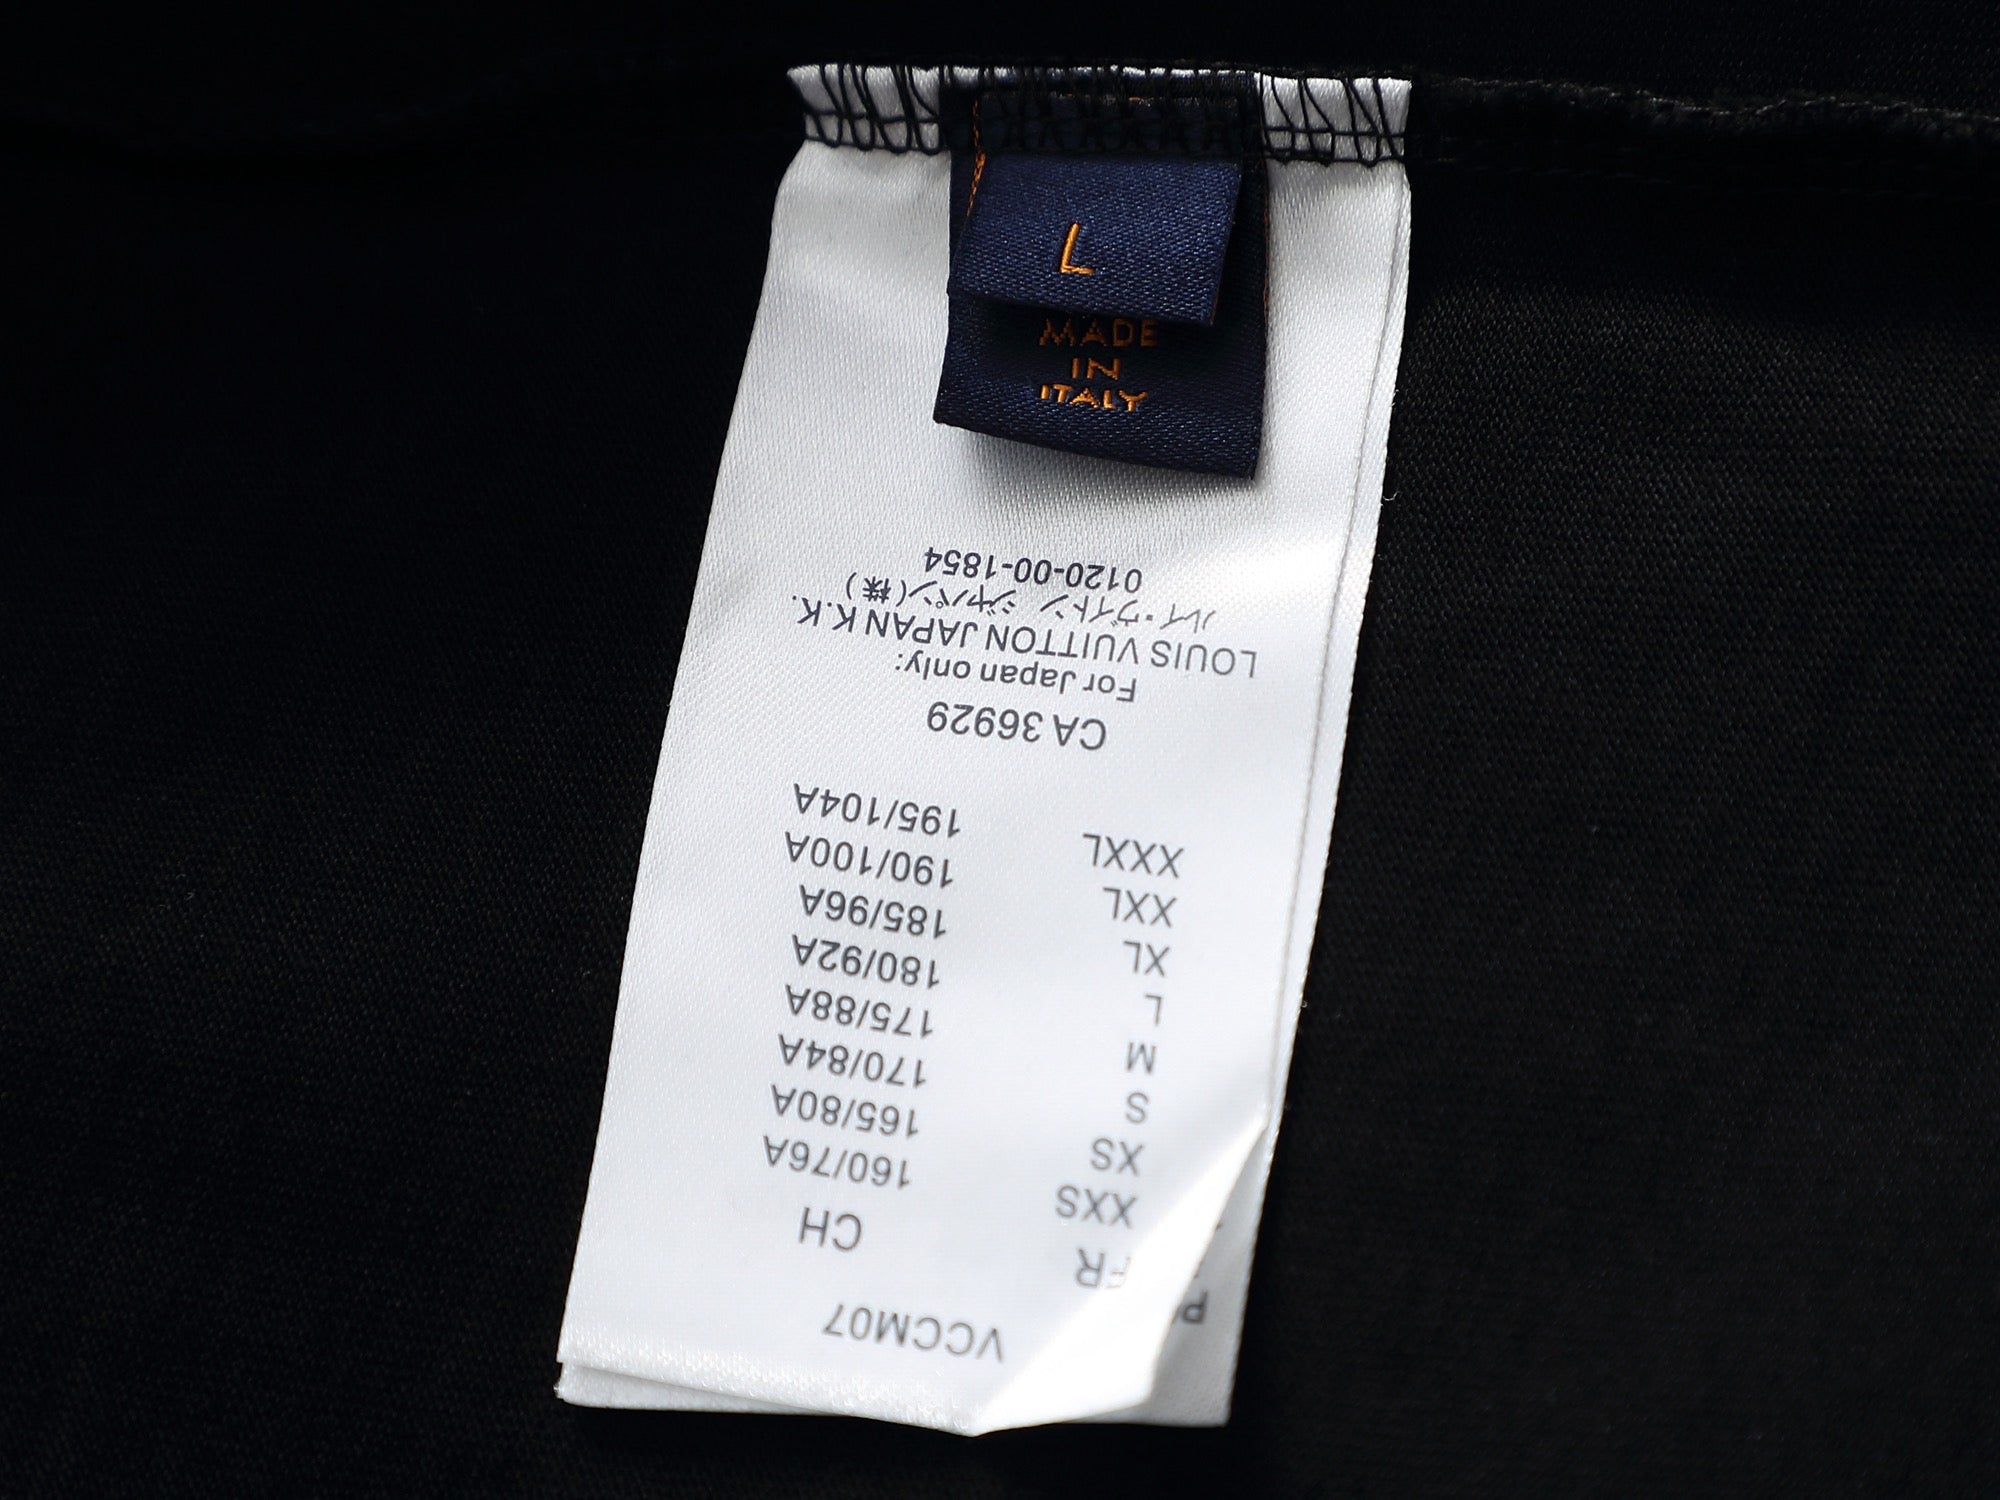 L
MADE
IN
ITALY
VCCM07
FR CH
XXS 160/76A
XS 165/80A
S 170/84A
M 175/88A
L 180/92A
XL 185/96A
XXL 190/100A
XXXL 195/104A
CA 36929
For Japan only:
LOUIS VUITTON JAPAN K.K.
ルイ・ヴィトン ジャパン(株)
0120-00-1854